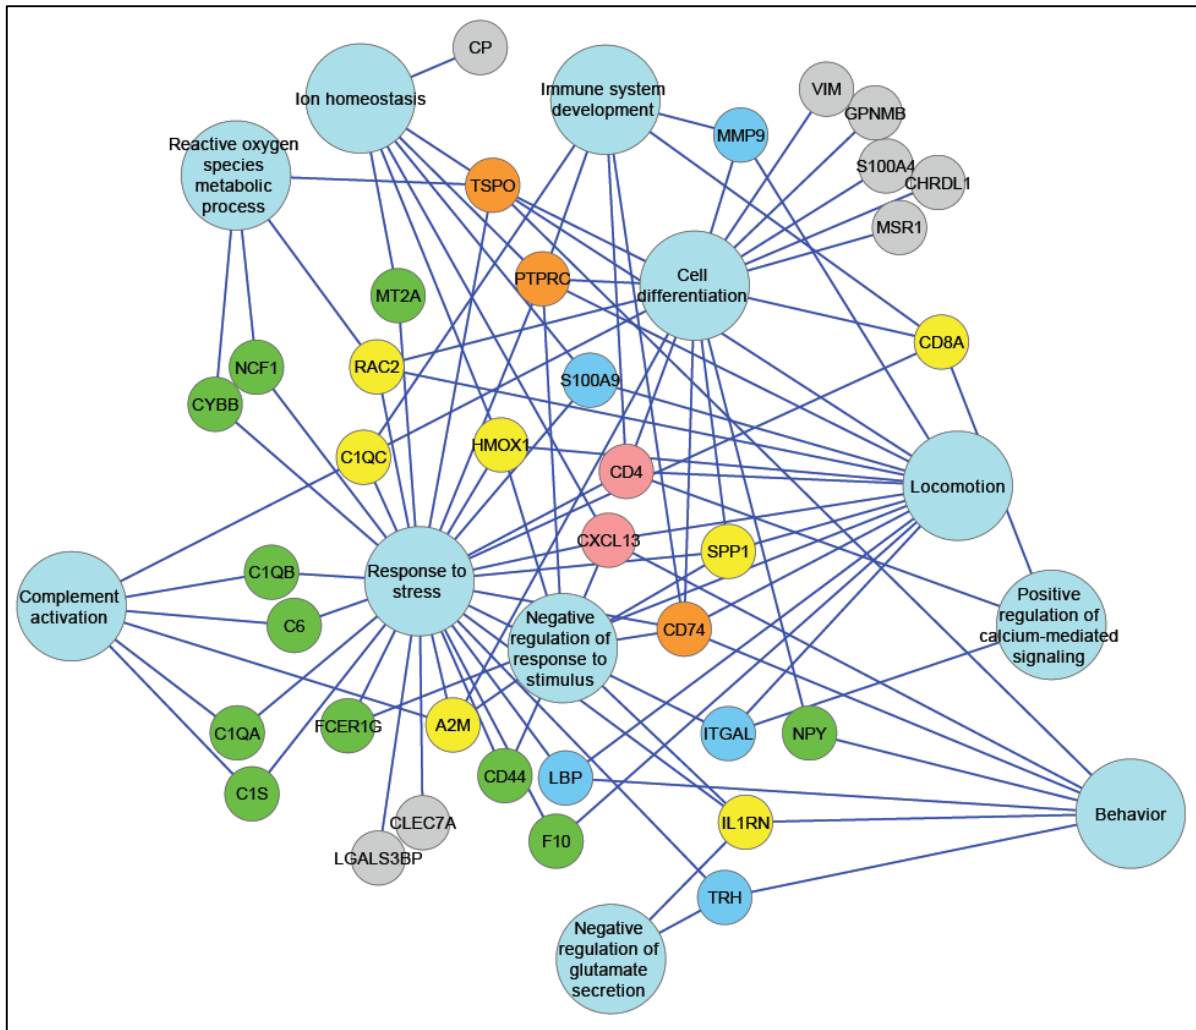 CP
Ion homeostasis
Immune system
development
VIM
GPNMB
MMP9
S100A4
CHRDL1
MSR1
Reactive oxygen
species
metabolic
process
TSPO
PTPRC
Cell
differentiation
MT2A
CD8A
NCF1
RAC2
S100A9
CYBB
C1QC
HMOX1
CD4
Locomotion
CXCL13
SPP1
C1QB
Response to
stress
Complement
activation
C6
Negative
regulation of
response to
stimulus
CD74
Positive
regulation of
calcium-mediated
signaling
C1QA
FCER1G
A2M
ITGAL
NPY
CD44
LBP
C1S
CLEC7A
LGALS3BP
F10
IL1RN
Behavior
TRH
Negative
regulation of
glutamate
secretion